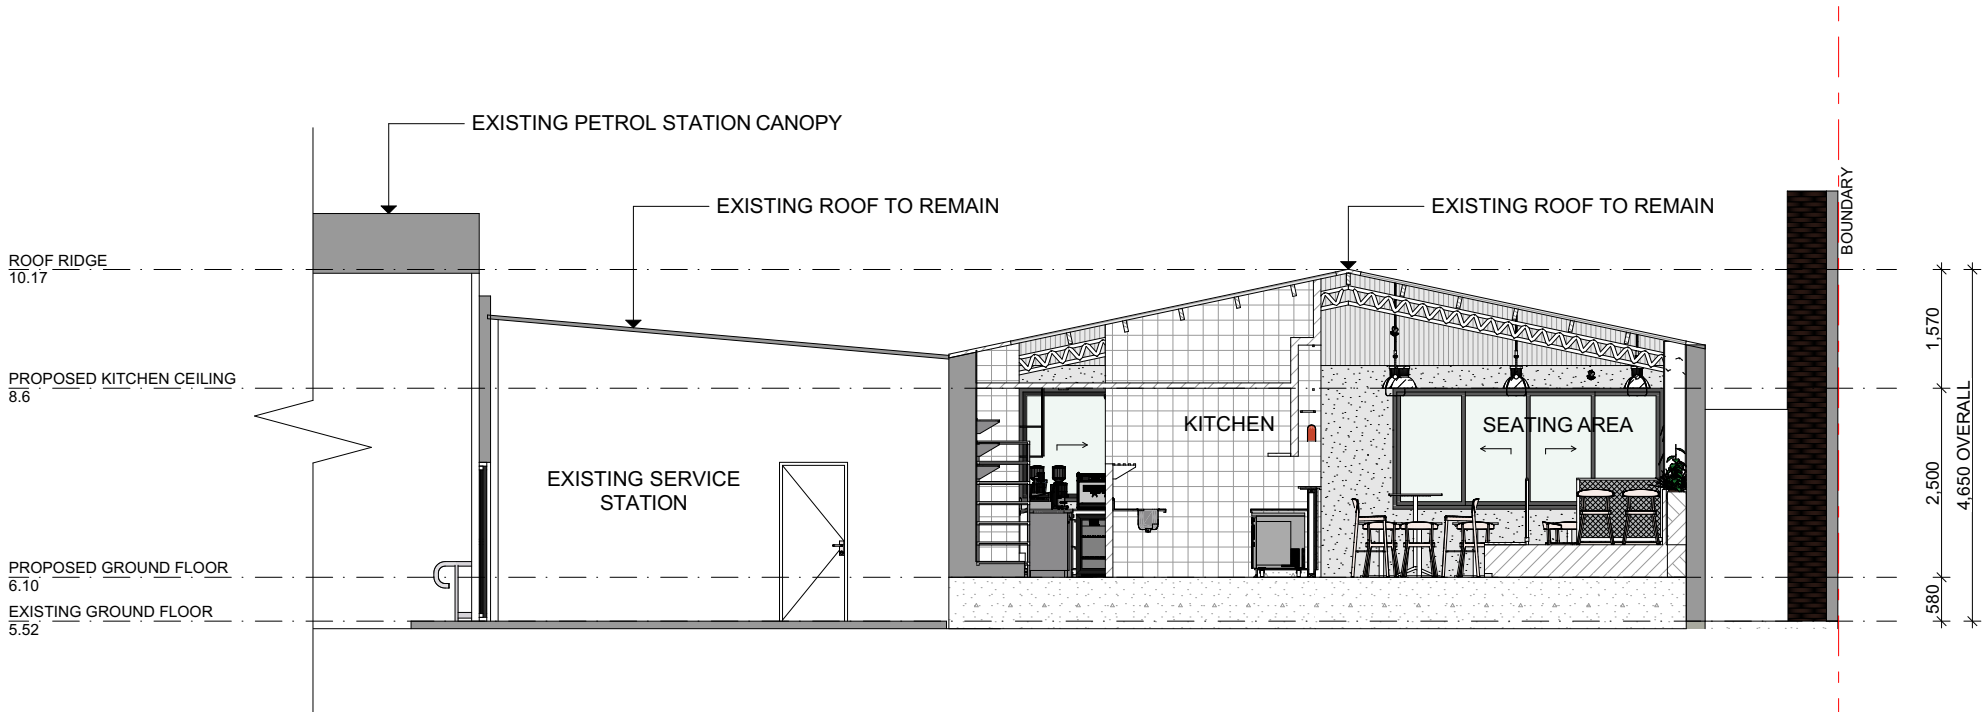 EXISTING PETROL STATION CANOPY
EXISTING ROOF TO REMAIN
EXISTING ROOF TO REMAIN
BOUNDARY
ROOF RIDGE
10.17
PROPOSED KITCHEN CEILING
8.6
KITCHEN
SEATING AREA
EXISTING SERVICE
STATION
PROPOSED GROUND FLOOR
6.10
EXISTING GROUND FLOOR
5.52
1,570
2,500
580
4,650 OVERALL